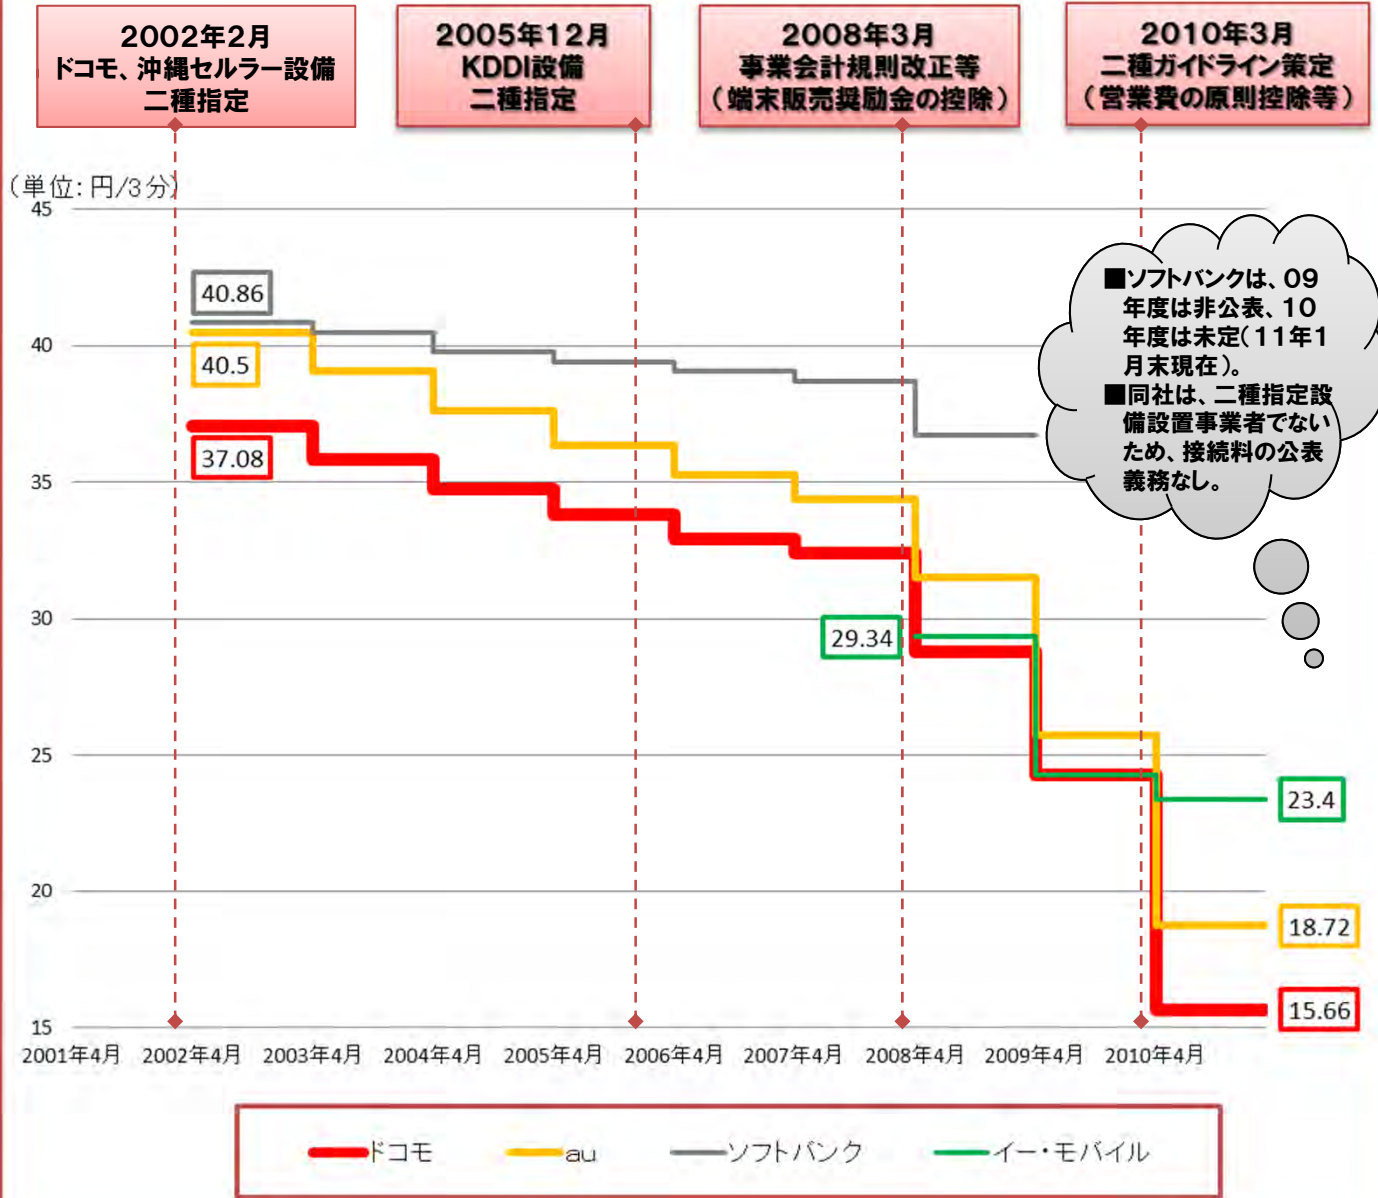 2002年2月
ドコモ、沖縄セルラー設備
二種指定
2005年12月
KDDI設備
二種指定
2008年3月
事業会計規則改正等
（端末販売奨励金の控除）
2010年3月
二種ガイドライン策定
（営業費の原則控除等）
（単位：円/3分）
45
40
35
30
25
20
15
40.86
40.5
37.08
29.34
23.4
18.72
15.66
■ソフトバンクは、09
年度は非公表、10
年度は未定（11年1
月末現在）。
■同社は、二種指定設
備設置事業者でない
ため、接続料の公表
義務なし。
2001年4月 2002年4月 2003年4月 2004年4月 2005年4月 2006年4月 2007年4月 2008年4月 2009年4月 2010年4月
ドコモ au ソフトバンク イー・モバイル